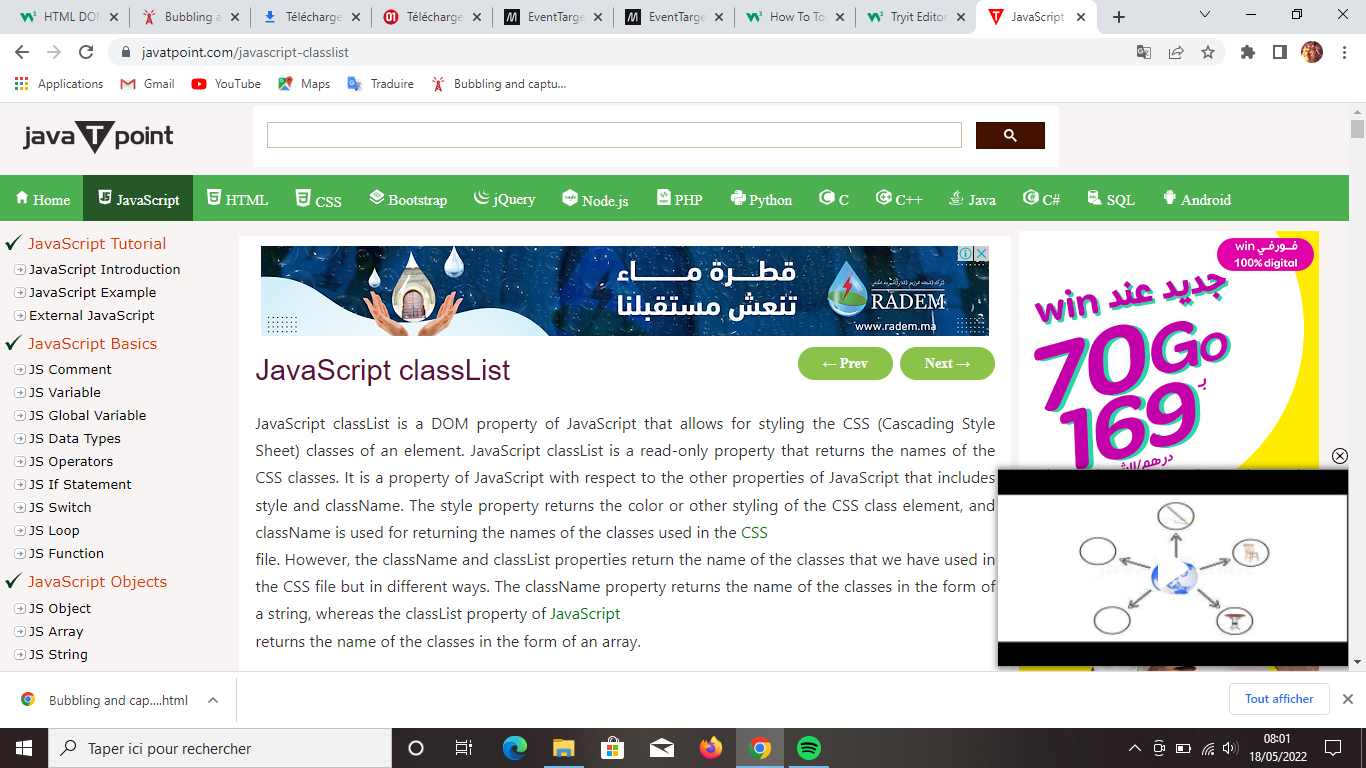 HTML DOM
Bubbling a
Télécharge
Télécharge
EventTarge
EventTarge
How To To
Tryit Editor
JavaScript
javatpoint.com/javascript-classlist
Applications
Gmail
YouTube
Maps
Traduire
Bubbling and captu...
java T point
Home
JavaScript
HTML
CSS
Bootstrap
jQuery
Node.js
PHP
Python
C
C++
Java
C#
SQL
Android
JavaScript Tutorial
JavaScript Introduction
JavaScript Example
External JavaScript
JavaScript Basics
JS Comment
JS Variable
JS Global Variable
JS Data Types
JS Operators
JS If Statement
JS Switch
JS Loop
JS Function
JavaScript Objects
JS Object
JS Array
JS String
قطرة مـــاء
تنعش مستقبلنا
RADEM
www.radem.ma
JavaScript classList
← Prev
Next →
JavaScript classList is a DOM property of JavaScript that allows for styling the CSS (Cascading Style
Sheet) classes of an element. JavaScript classList is a read-only property that returns the names of the
CSS classes. It is a property of JavaScript with respect to the other properties of JavaScript that includes
style and className. The style property returns the color or other styling of the CSS class element, and
className is used for returning the names of the classes used in the CSS
file. However, the className and classList properties return the name of the classes that we have used in
the CSS file but in different ways. The className property returns the name of the classes in the form of
a string, whereas the classList property of JavaScript
returns the name of the classes in the form of an array.
فـورفـي win
100% digital
جديد عند win
70Go
بـ
169
Bubbling and cap....html
Tout afficher
Taper ici pour rechercher
08:01
18/05/2022